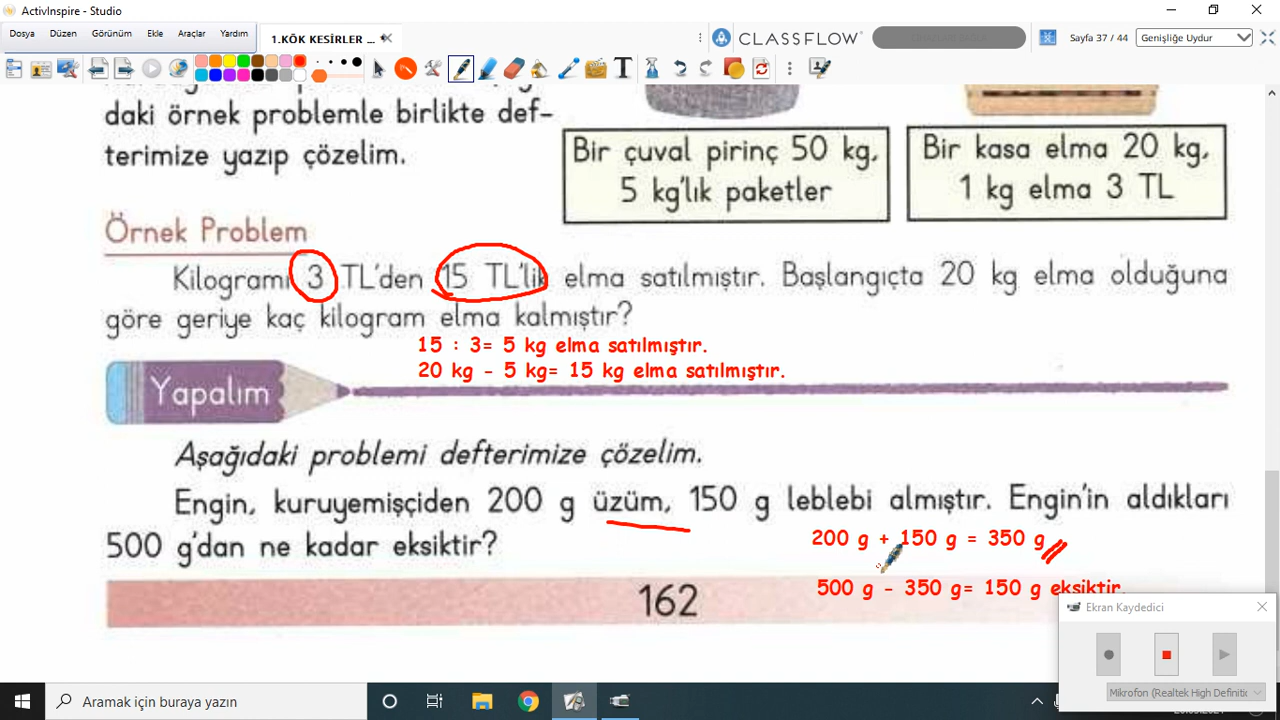 ActivInspire - Studio
Dosya Düzen Görünüm Ekle Araçlar Yardım
1.KÖK KESİRLER ...
CLASSFLOW
Sayfa 37 / 44
Genişliğe Uydur
daki örnek problemle birlikte def-
terimize yazıp çözelim.
Bir çuval pirinç 50 kg,
5 kg'lık paketler
Bir kasa elma 20 kg,
1 kg elma 3 TL
Örnek Problem
Kilogramı 3 TL'den 15 TL'lik elma satılmıştır. Başlangıçta 20 kg elma olduğuna
göre geriye kaç kilogram elma kalmıştır?
15 : 3= 5 kg elma satılmıştır.
20 kg - 5 kg= 15 kg elma satılmıştır.
Yapalım
Aşağıdaki problemi defterimize çözelim.
Engin, kuruyemişçiden 200 g üzüm, 150 g leblebi almıştır. Engin'in aldıkları
500 g'dan ne kadar eksiktir?
200 g + 150 g = 350 g
500 g - 350 g= 150 g eksiktir.
162
Ekran Kaydedici
Mikrofon (Realtek High Definitic
Aramak için buraya yazın